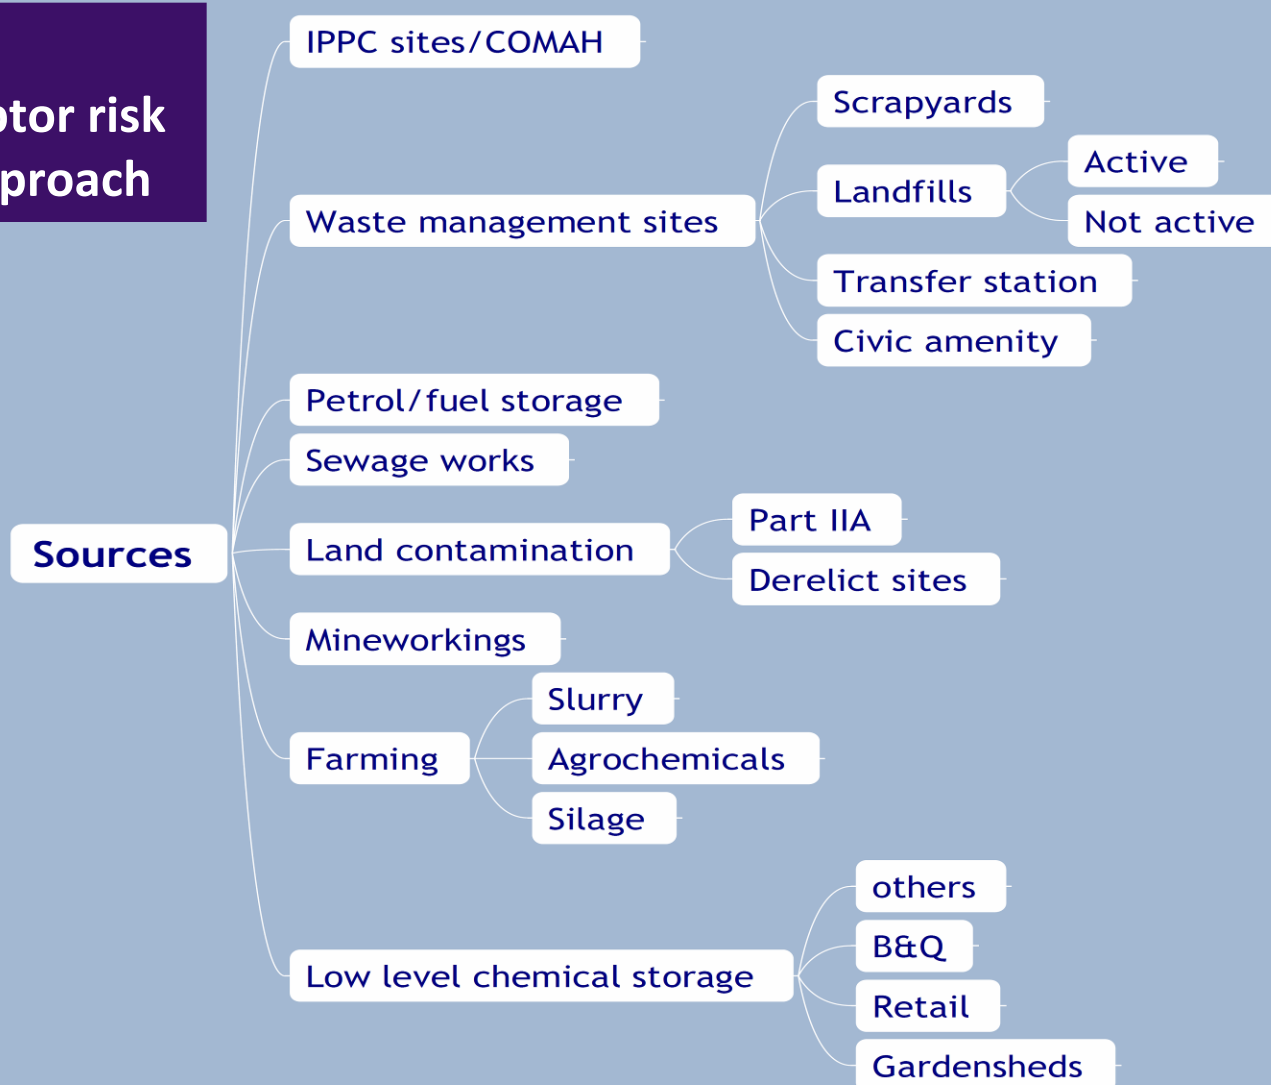 ptor risk
proach
IPPC sites/COMAH
Scrapyards
Active
Landfills
Waste management sites
Not active
Transfer station
Civic amenity
Petrol/fuel storage
Sewage works
Part IIA
Sources
Land contamination
Derelict sites
Mineworkings
Slurry
Farming
Agrochemicals
Silage
others
B&Q
Low level chemical storage
Retail
Gardensheds